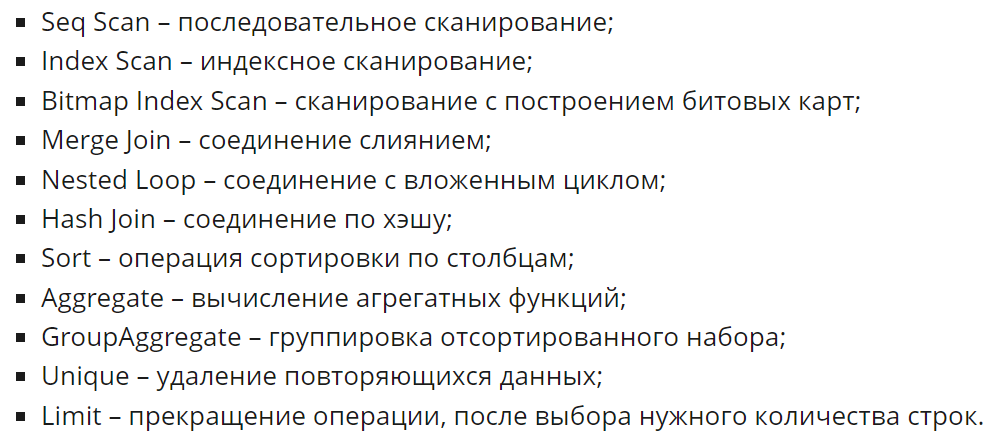 ▪ Seq Scan – последовательное сканирование;
▪ Index Scan – индексное сканирование;
▪ Bitmap Index Scan – сканирование с построением битовых карт;
▪ Merge Join – соединение слиянием;
▪ Nested Loop – соединение с вложенным циклом;
▪ Hash Join – соединение по хэшу;
▪ Sort – операция сортировки по столбцам;
▪ Aggregate – вычисление агрегатных функций;
▪ GroupAggregate – группировка отсортированного набора;
▪ Unique – удаление повторяющихся данных;
▪ Limit – прекращение операции, после выбора нужного количества строк.